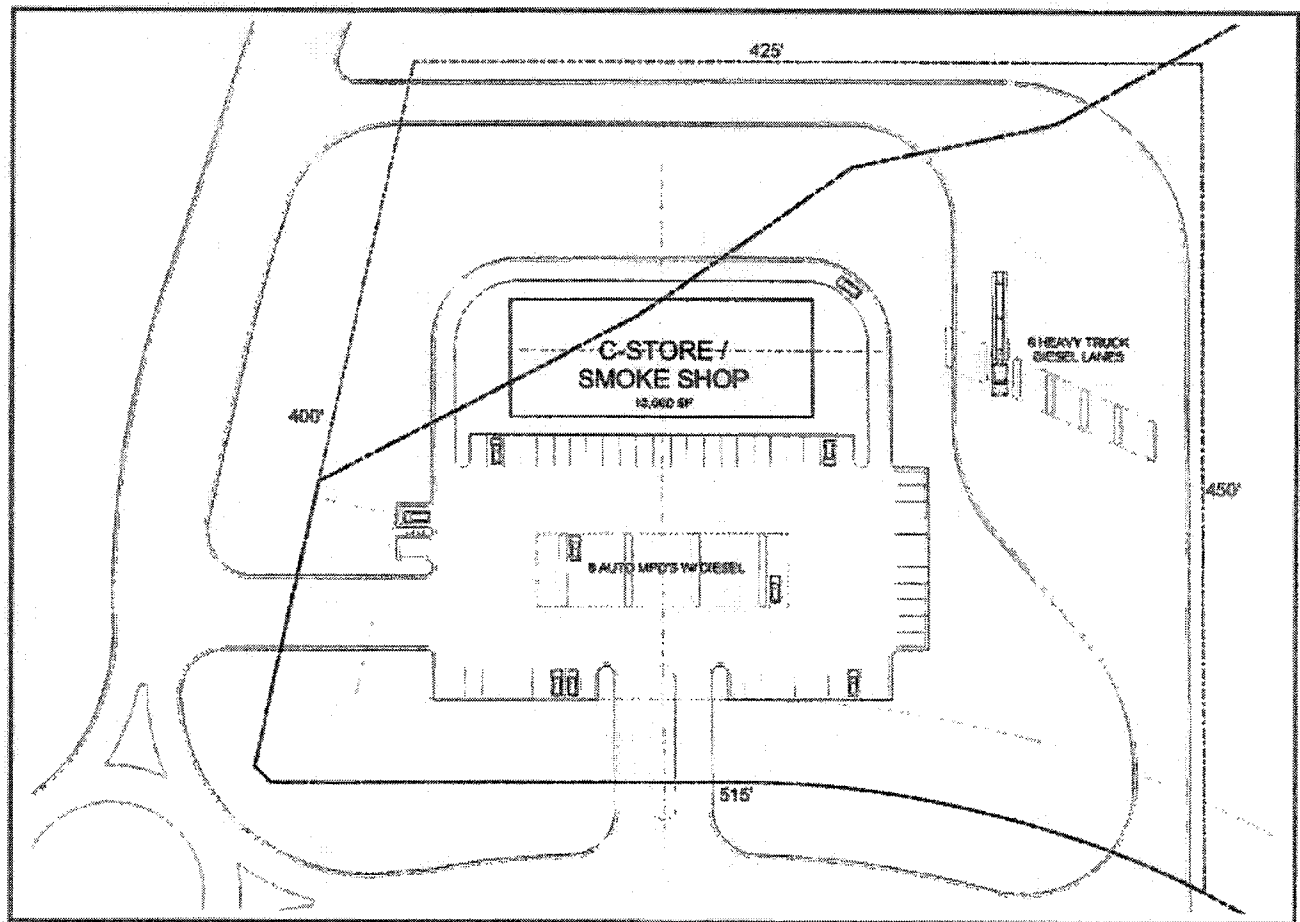 425'
C-STORE /
SMOKE SHOP
6 HEAVY TRUCK
DIESEL LANES
400'
450'
8 AUTO MPD'S W/ DIESEL
515'